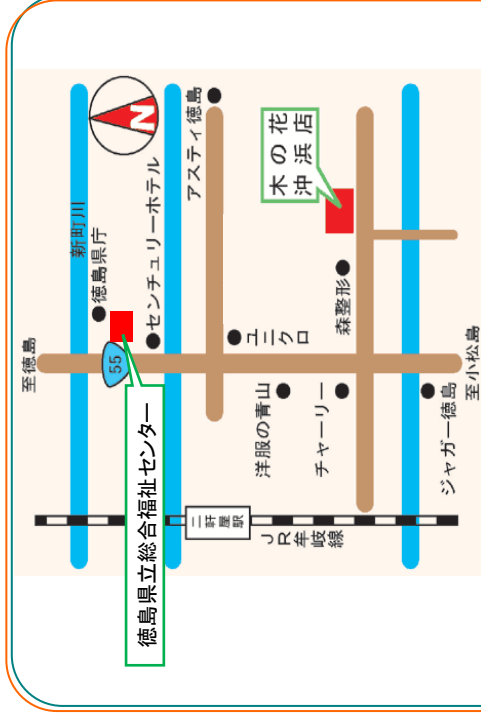 至徳島
新町川
N
徳島県庁
55
センチュリーホテル
アスティ徳島
徳島県立総合福祉センター
ユニクロ
木の花
沖浜店
森整形
洋服の青山
チャーリー
二軒屋駅
JR牟岐線
ジャガー徳島
至小松島